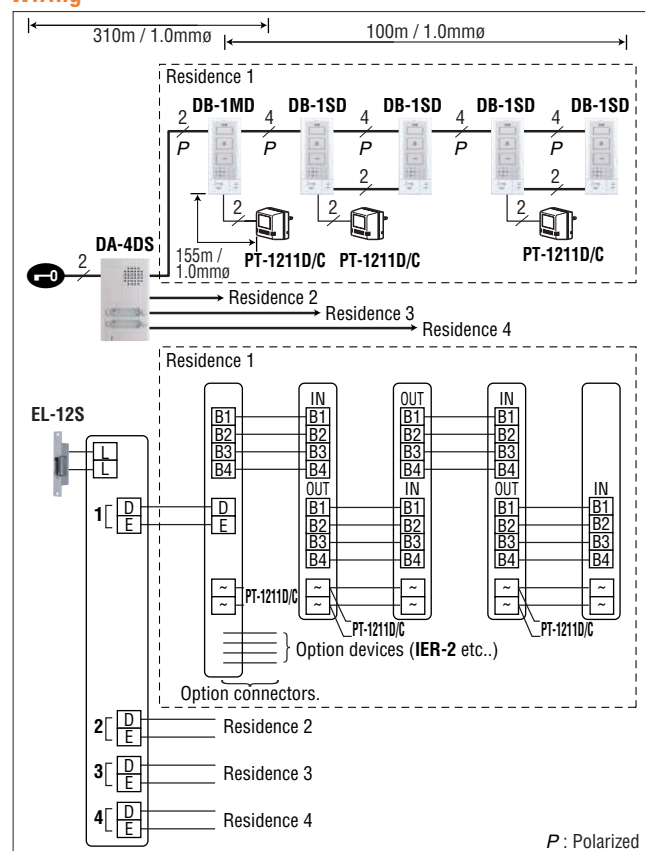 Wiring
310m / 1.0mmø
100m / 1.0mmø
Residence 1
DB-1MD DB-1SD DB-1SD DB-1SD DB-1SD
2 4 4 4 4
P P P P P
2 2
2 2 2
DA-4DS
155m /
1.0mmø
PT-1211D/C PT-1211D/C PT-1211D/C
2
Residence 2
Residence 3
Residence 4
Residence 1
EL-12S
IN OUT IN
B1 B1 B1 B1
B2 B2 B2 B2
B3 B3 B3 B3
B4 B4 B4 B4
L
L
OUT IN OUT IN
1 D D B1 B1 B1 B1
E E B2 B2 B2 B2
B3 B3 B3 B3
B4 B4 B4 B4
~ PT-1211D/C ~ ~ ~ ~
~ ~ ~ ~ ~
PT-1211D/C PT-1211D/C
Option devices (IER-2 etc..)
Option connectors.
2 D Residence 2
E
3 D Residence 3
E
4 D Residence 4
E
P : Polarized